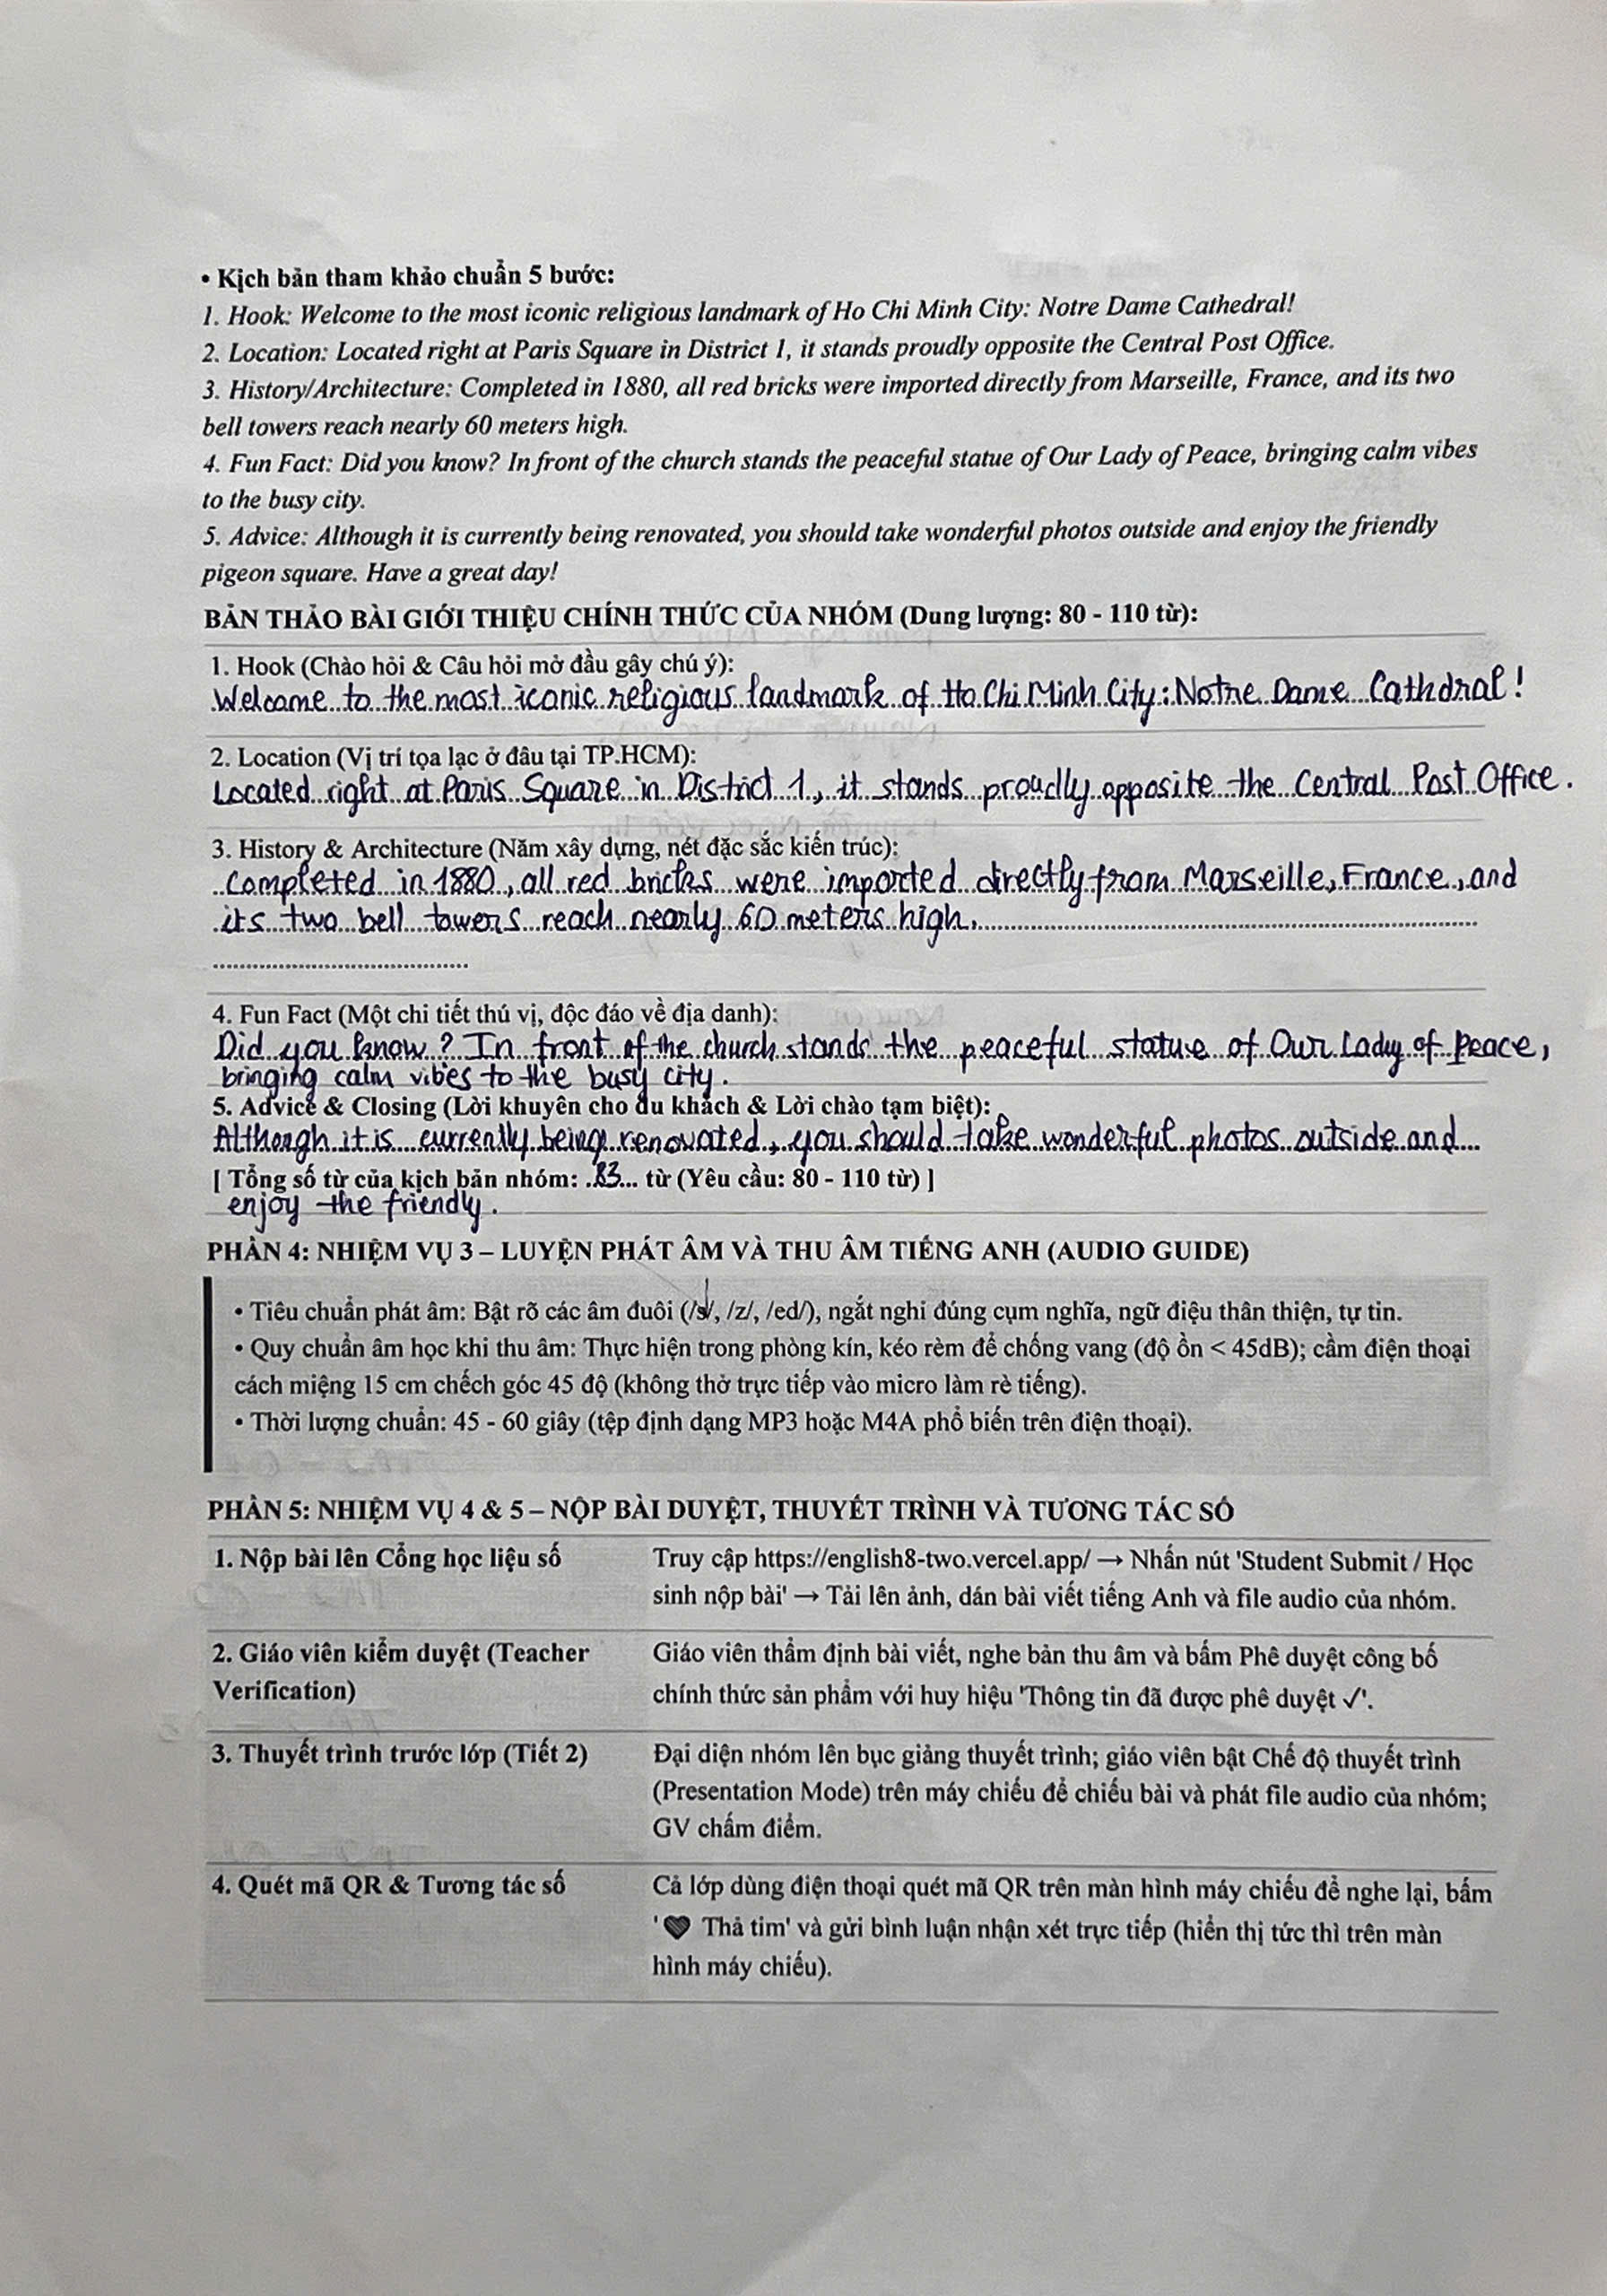 • Kịch bản tham khảo chuẩn 5 bước:
1. Hook: Welcome to the most iconic religious landmark of Ho Chi Minh City: Notre Dame Cathedral!
2. Location: Located right at Paris Square in District 1, it stands proudly opposite the Central Post Office.
3. History/Architecture: Completed in 1880, all red bricks were imported directly from Marseille, France, and its two
bell towers reach nearly 60 meters high.
4. Fun Fact: Did you know? In front of the church stands the peaceful statue of Our Lady of Peace, bringing calm vibes
to the busy city.
5. Advice: Although it is currently being renovated, you should take wonderful photos outside and enjoy the friendly
pigeon square. Have a great day!
BẢN THẢO BÀI GIỚI THIỆU CHÍNH THỨC CỦA NHÓM (Dung lượng: 80 - 110 từ):
1. Hook (Chào hỏi & Câu hỏi mở đầu gây chú ý):
Welcome to the most iconic religious landmark of Ho Chi Minh City: Notre Dame Cathdral!
2. Location (Vị trí tọa lạc ở đâu tại TP.HCM):
Located right at Paris Square in District 1, it stands proudly opposite the Central Post Office.
3. History & Architecture (Năm xây dựng, nét đặc sắc kiến trúc):
Completed in 1880, all red bricks were imported directly from Marseille, France, and
its two bell towers reach nearly 60 meters high.
4. Fun Fact (Một chi tiết thú vị, độc đáo về địa danh):
Did you know? In front of the church stands the peaceful statue of Our Lady of Peace,
bringing calm vibes to the busy city.
5. Advice & Closing (Lời khuyên cho du khách & Lời chào tạm biệt):
Although it is currently being renovated, you should take wonderful photos outside and
[ Tổng số từ của kịch bản nhóm: 83 từ (Yêu cầu: 80 - 110 từ) ]
enjoy the friendly.
PHẦN 4: NHIỆM VỤ 3 – LUYỆN PHÁT ÂM VÀ THU ÂM TIẾNG ANH (AUDIO GUIDE)
• Tiêu chuẩn phát âm: Bật rõ các âm đuôi (/s/, /z/, /ed/), ngắt nghỉ đúng cụm nghĩa, ngữ điệu thân thiện, tự tin.
• Quy chuẩn âm học khi thu âm: Thực hiện trong phòng kín, kéo rèm để chống vang (độ ồn < 45dB); cầm điện thoại
cách miệng 15 cm chếch góc 45 độ (không thở trực tiếp vào micro làm rè tiếng).
• Thời lượng chuẩn: 45 - 60 giây (tệp định dạng MP3 hoặc M4A phổ biến trên điện thoại).
PHẦN 5: NHIỆM VỤ 4 & 5 – NỘP BÀI DUYỆT, THUYẾT TRÌNH VÀ TƯƠNG TÁC SỐ
1. Nộp bài lên Cổng học liệu số
Truy cập https://english8-two.vercel.app/ → Nhấn nút 'Student Submit / Học
sinh nộp bài' → Tải lên ảnh, dán bài viết tiếng Anh và file audio của nhóm.
2. Giáo viên kiểm duyệt (Teacher
Verification)
Giáo viên thẩm định bài viết, nghe bản thu âm và bấm Phê duyệt công bố
chính thức sản phẩm với huy hiệu 'Thông tin đã được phê duyệt ✓'.
3. Thuyết trình trước lớp (Tiết 2)
Đại diện nhóm lên bục giảng thuyết trình; giáo viên bật Chế độ thuyết trình
(Presentation Mode) trên máy chiếu để chiếu bài và phát file audio của nhóm;
GV chấm điểm.
4. Quét mã QR & Tương tác số
Cả lớp dùng điện thoại quét mã QR trên màn hình máy chiếu để nghe lại, bấm
'♥ Thả tim' và gửi bình luận nhận xét trực tiếp (hiển thị tức thì trên màn
hình máy chiếu).